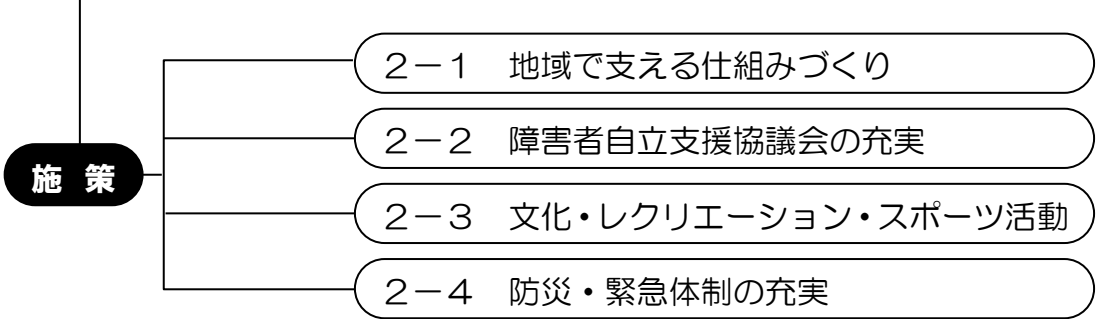 2－1　地域で支える仕組みづくり
2－2　障害者自立支援協議会の充実
施 策
2－3　文化・レクリエーション・スポーツ活動
2－4　防災・緊急体制の充実